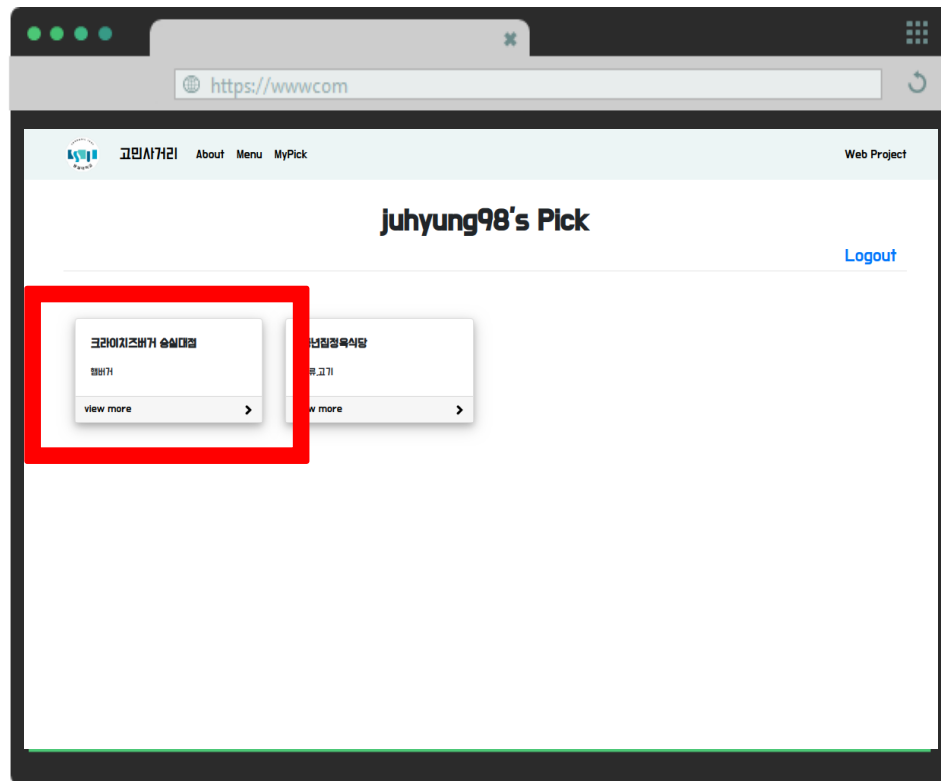 https://wwwcom
고민사거리 About Menu MyPick Web Project
juhyung98's Pick
Logout
크라이치즈버거 숭실대점
햄버거
view more
년집정육식당
류,고기
w more